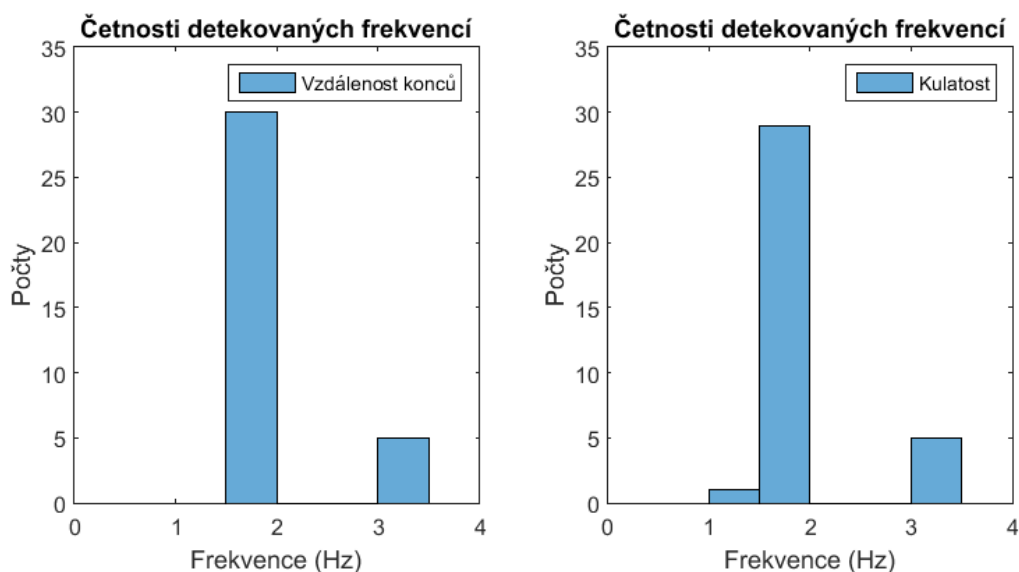 Četnosti detekovaných frekvencí
35
30
25
20
15
10
5
0
Počty
Vzdálenost konců
0 1 2 3 4
Frekvence (Hz)
Četnosti detekovaných frekvencí
35
30
25
20
15
10
5
0
Počty
Kulatost
0 1 2 3 4
Frekvence (Hz)